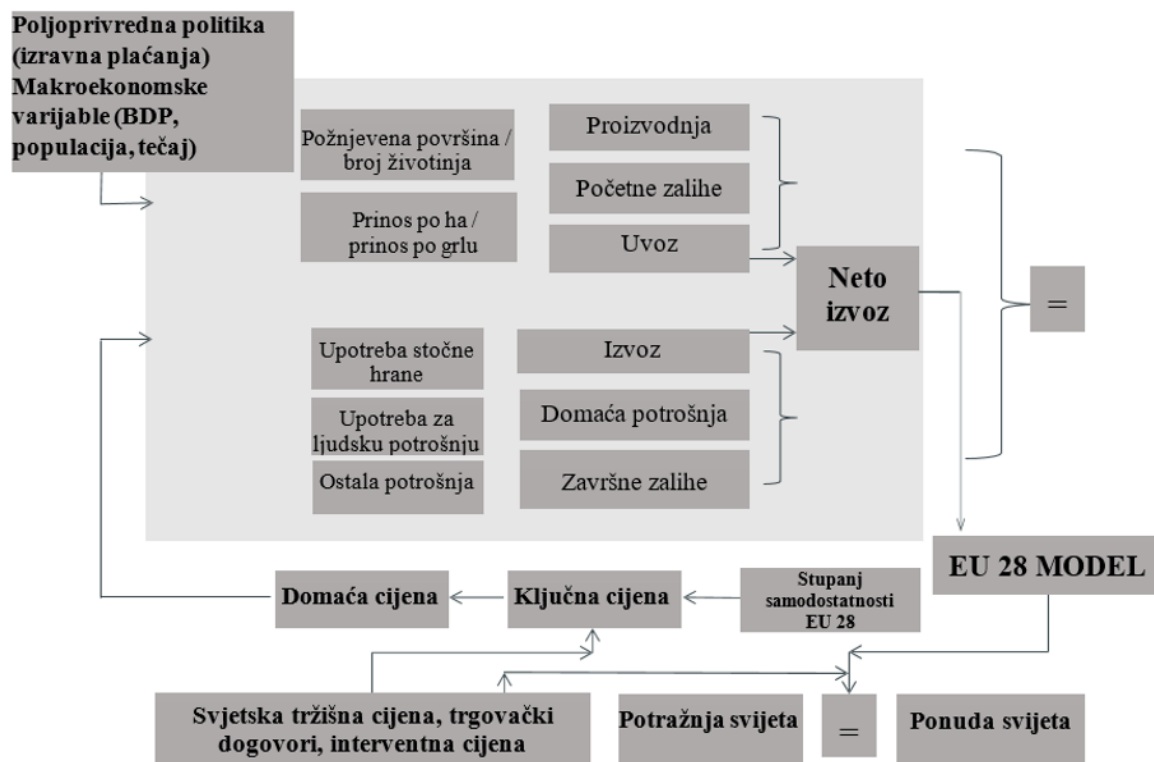 Poljoprivredna politika
(izravna plaćanja)
Makroekonomske
varijable (BDP,
populacija, tečaj)
Požnjevena površina /
broj životinja
Prinos po ha /
prinos po grlu
Proizvodnja
Početne zalihe
Uvoz
Neto
izvoz
=
Upotreba stočne
hrane
Upotreba za
ljudsku potrošnju
Ostala potrošnja
Izvoz
Domaća potrošnja
Završne zalihe
EU 28 MODEL
Domaća cijena
Ključna cijena
Stupanj
samodostatnosti
EU 28
Svjetska tržišna cijena, trgovački
dogovori, interventna cijena
Potražnja svijeta
=
Ponuda svijeta